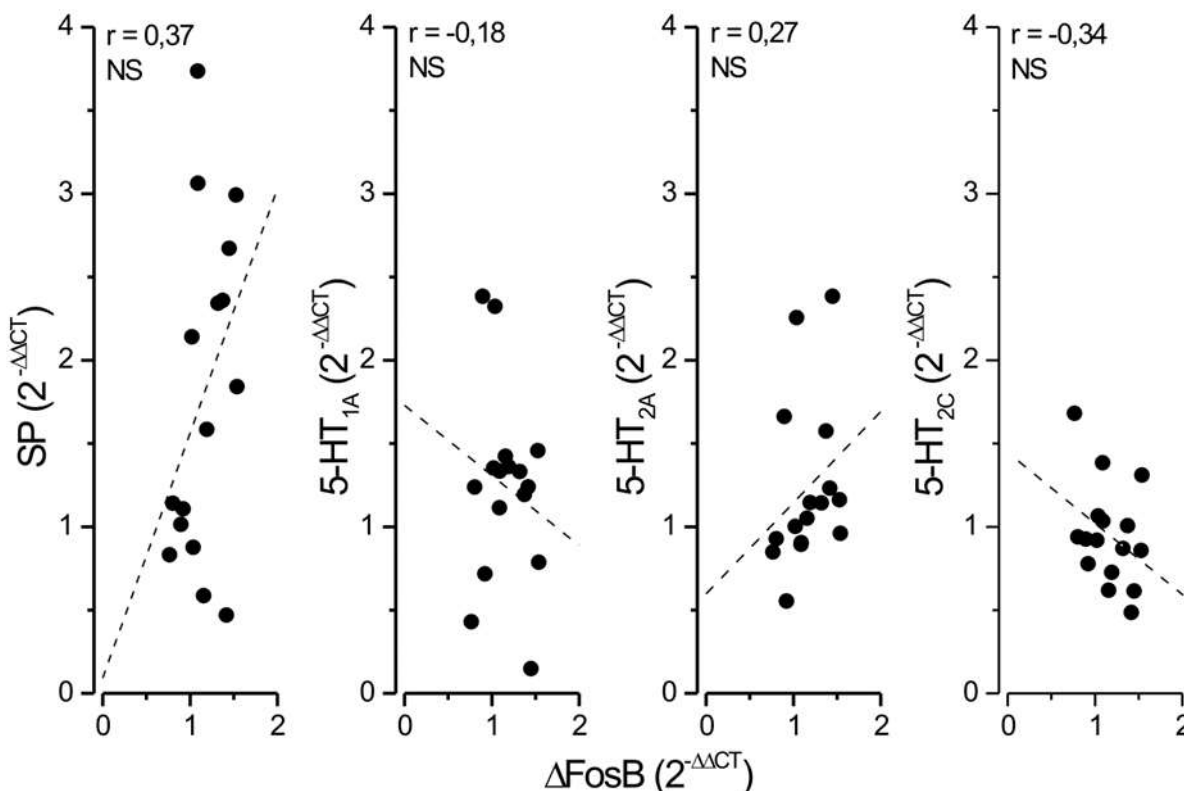 r = 0,37
NS
SP (2^-ΔΔCT)
4
3
2
1
0
0 1 2
r = -0,18
NS
5-HT1A (2^-ΔΔCT)
4
3
2
1
0
0 1 2
r = 0,27
NS
5-HT2A (2^-ΔΔCT)
4
3
2
1
0
0 1 2
r = -0,34
NS
5-HT2C (2^-ΔΔCT)
4
3
2
1
0
0 1 2
ΔFosB (2^-ΔΔCT)